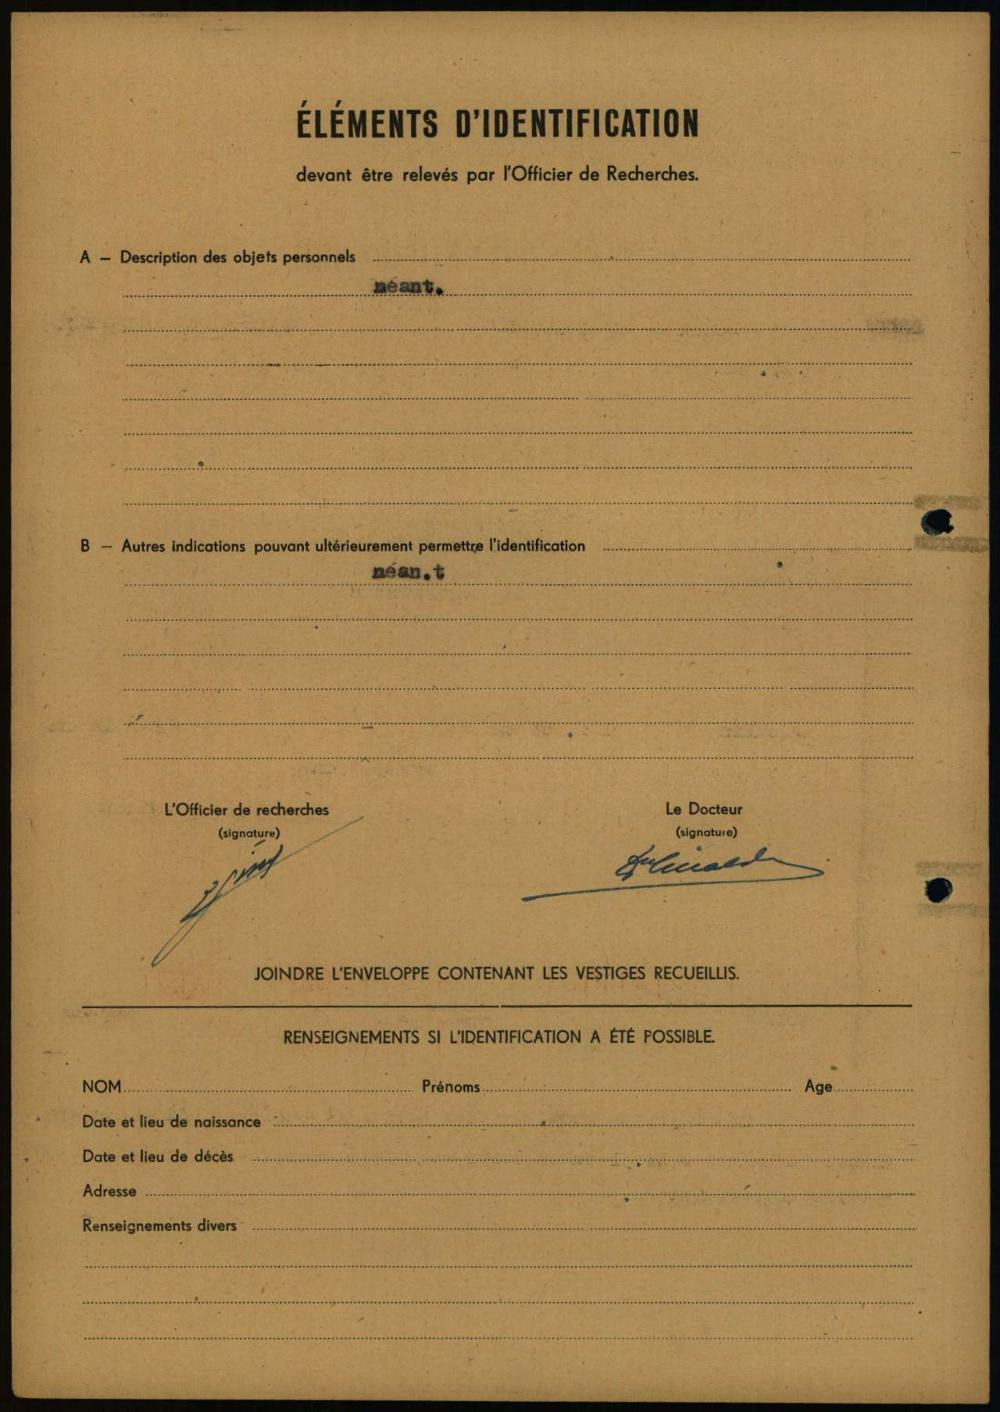 ÉLÉMENTS D'IDENTIFICATION
devant être relevés par l'Officier de Recherches.
A — Description des objets personnels
néant.
B — Autres indications pouvant ultérieurement permettre l'identification
néan.t
L'Officier de recherches
(signature)
Le Docteur
(signature)
JOINDRE L'ENVELOPPE CONTENANT LES VESTIGES RECUEILLIS.
RENSEIGNEMENTS SI L'IDENTIFICATION A ÉTÉ POSSIBLE.
NOM Prénoms Age
Date et lieu de naissance
Date et lieu de décès
Adresse
Renseignements divers